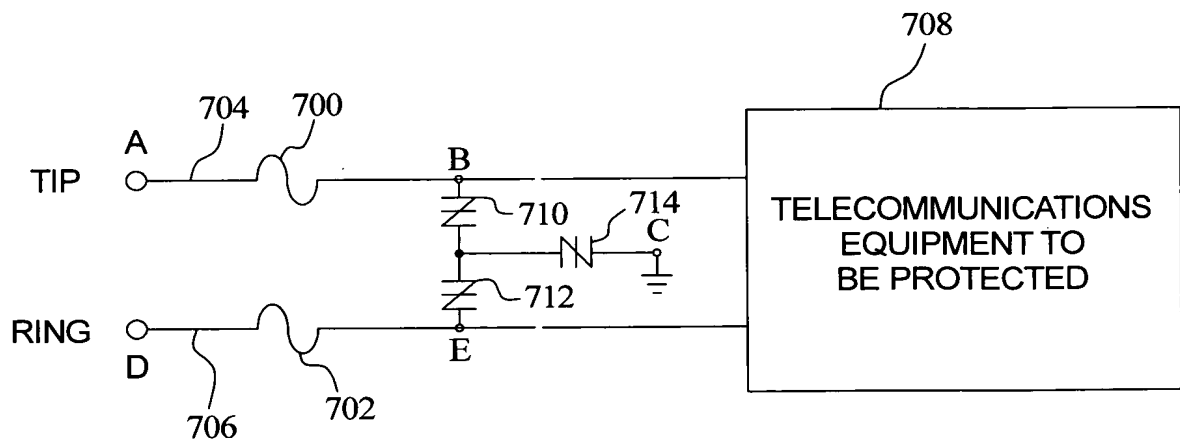 708
704
700
A
TIP
B
710
714
C
TELECOMMUNICATIONS
EQUIPMENT TO
BE PROTECTED
712
RING
D
E
706
702